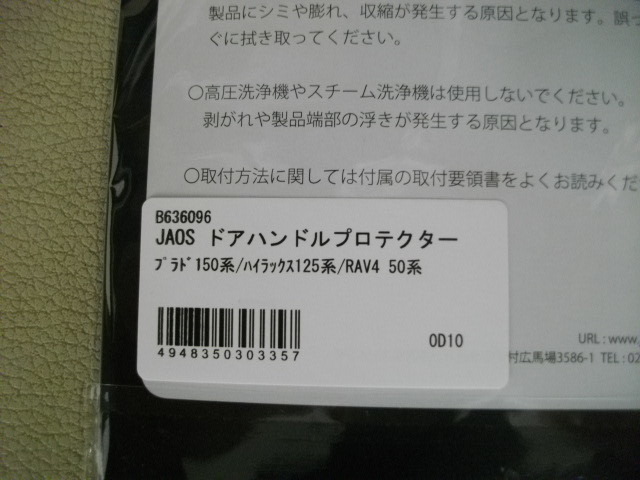 製品にシミや膨れ、収縮が発生する原因となります。誤っ
ぐに拭き取ってください。
○高圧洗浄機やスチーム洗浄機は使用しないでください。
剥がれや製品端部の浮きが発生する原因となります。
○取付方法に関しては付属の取付要領書をよくお読みくだ
B636096
JAOS ドアハンドルプロテクター
ﾌﾟﾗﾄﾞ150系/ﾊｲﾗｯｸｽ125系/RAV4 50系
4948350303357
OD10
URL : www.
村広馬場3586-1 TEL : 02